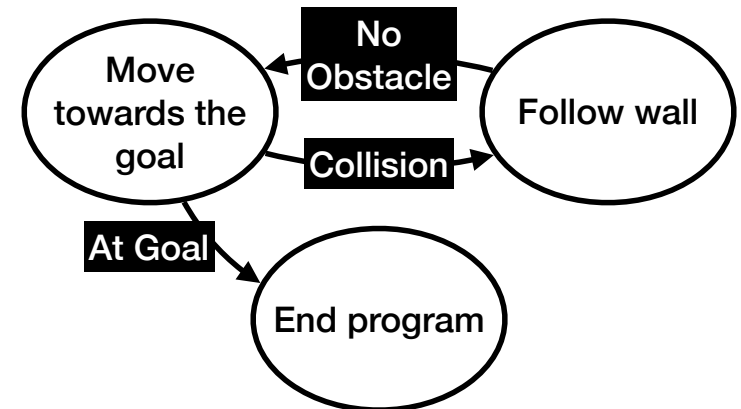 No
Obstacle
Move
towards the
goal
Follow wall
Collision
At Goal
End program